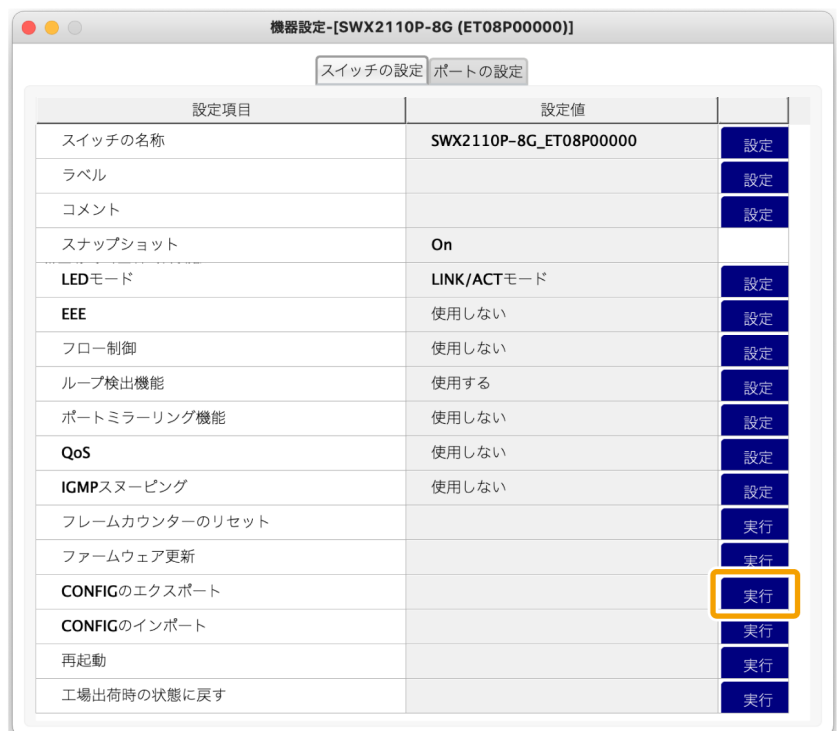 機器設定-[SWX2110P-8G (ET08P00000)]
スイッチの設定 ポートの設定
設定項目 設定値
スイッチの名称 SWX2110P-8G_ET08P00000 設定
ラベル 設定
コメント 設定
スナップショット On
LEDモード LINK/ACTモード 設定
EEE 使用しない 設定
フロー制御 使用しない 設定
ループ検出機能 使用する 設定
ポートミラーリング機能 使用しない 設定
QoS 使用しない 設定
IGMPスヌーピング 使用しない 設定
フレームカウンターのリセット 実行
ファームウェア更新 実行
CONFIGのエクスポート 実行
CONFIGのインポート 実行
再起動 実行
工場出荷時の状態に戻す 実行